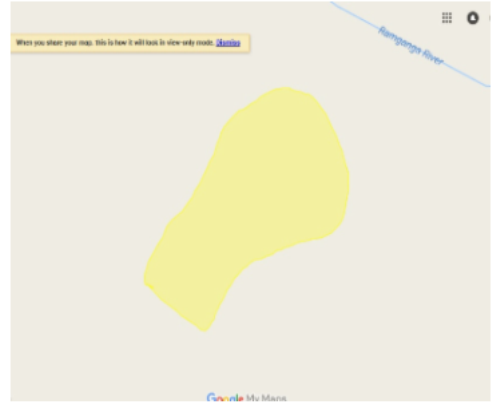 Ramganga River
When you share your map, this is how it will look in view-only mode. Dismiss
Google My Maps